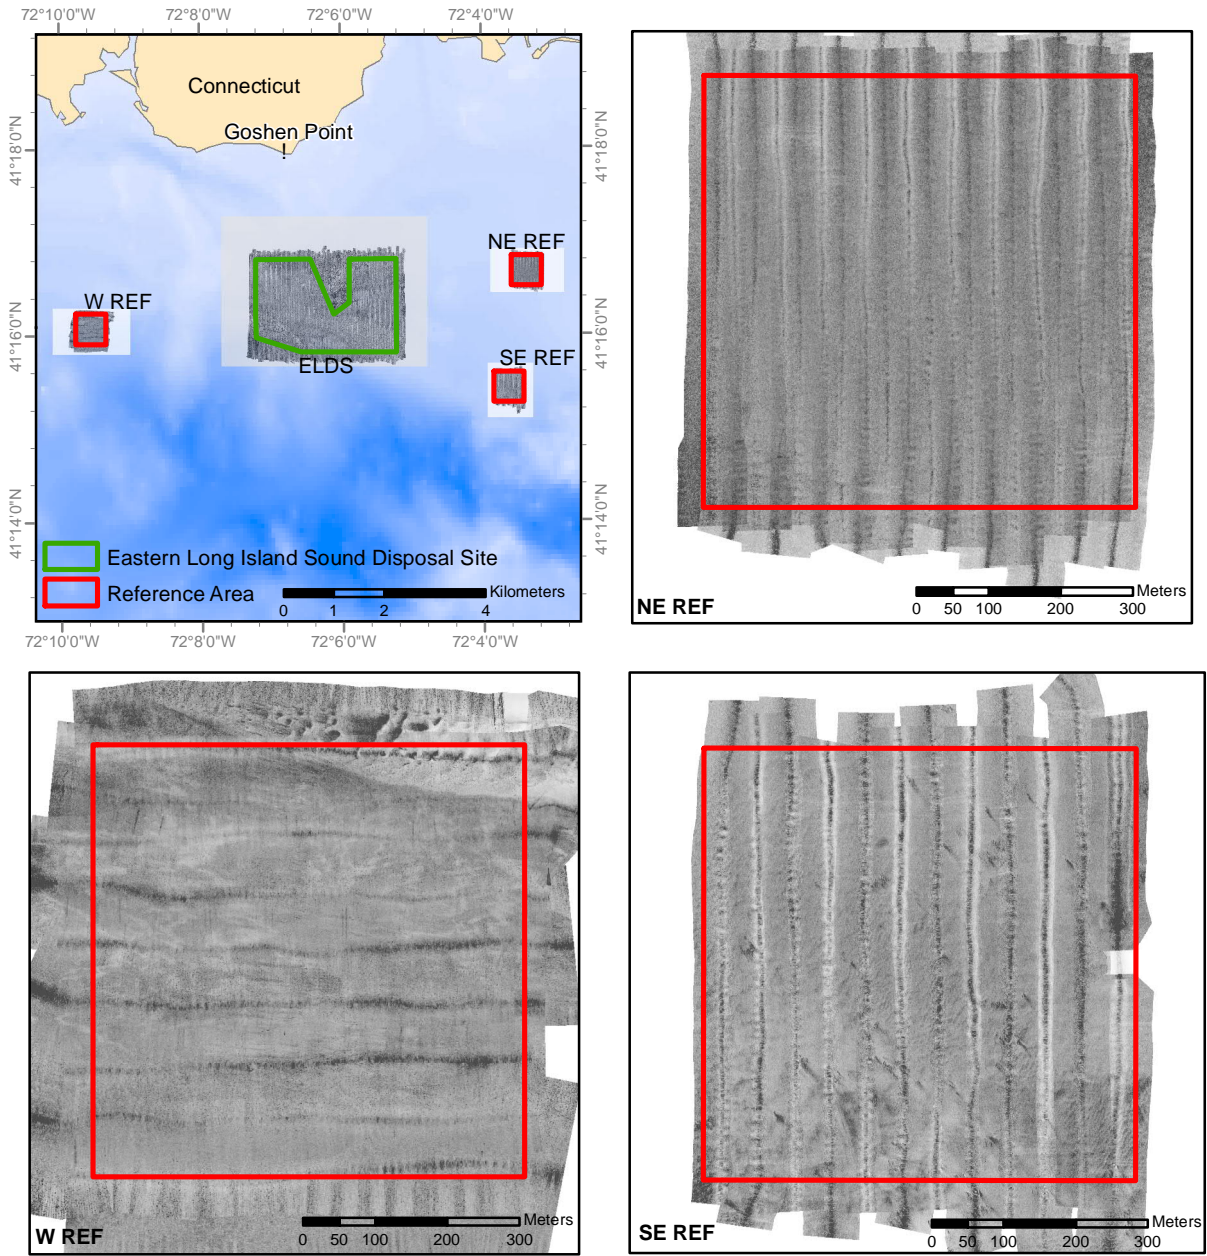 72°10'0"W 72°8'0"W 72°6'0"W 72°4'0"W
41°18'0"N
41°16'0"N
41°14'0"N
41°18'0"N
41°16'0"N
41°14'0"N
Connecticut
Goshen Point
NE REF
W REF
SE REF
ELDS
Eastern Long Island Sound Disposal Site
Reference Area
0 1 2 4 Kilometers
72°10'0"W 72°8'0"W 72°6'0"W 72°4'0"W
NE REF
0 50 100 200 300 Meters
W REF
0 50 100 200 300 Meters
SE REF
0 50 100 200 300 Meters